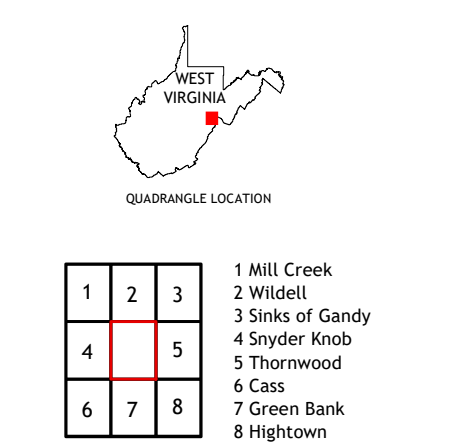 WEST
VIRGINIA
QUADRANGLE LOCATION
1 2 3
4 5
6 7 8
1 Mill Creek
2 Wildell
3 Sinks of Gandy
4 Snyder Knob
5 Thornwood
6 Cass
7 Green Bank
8 Hightown